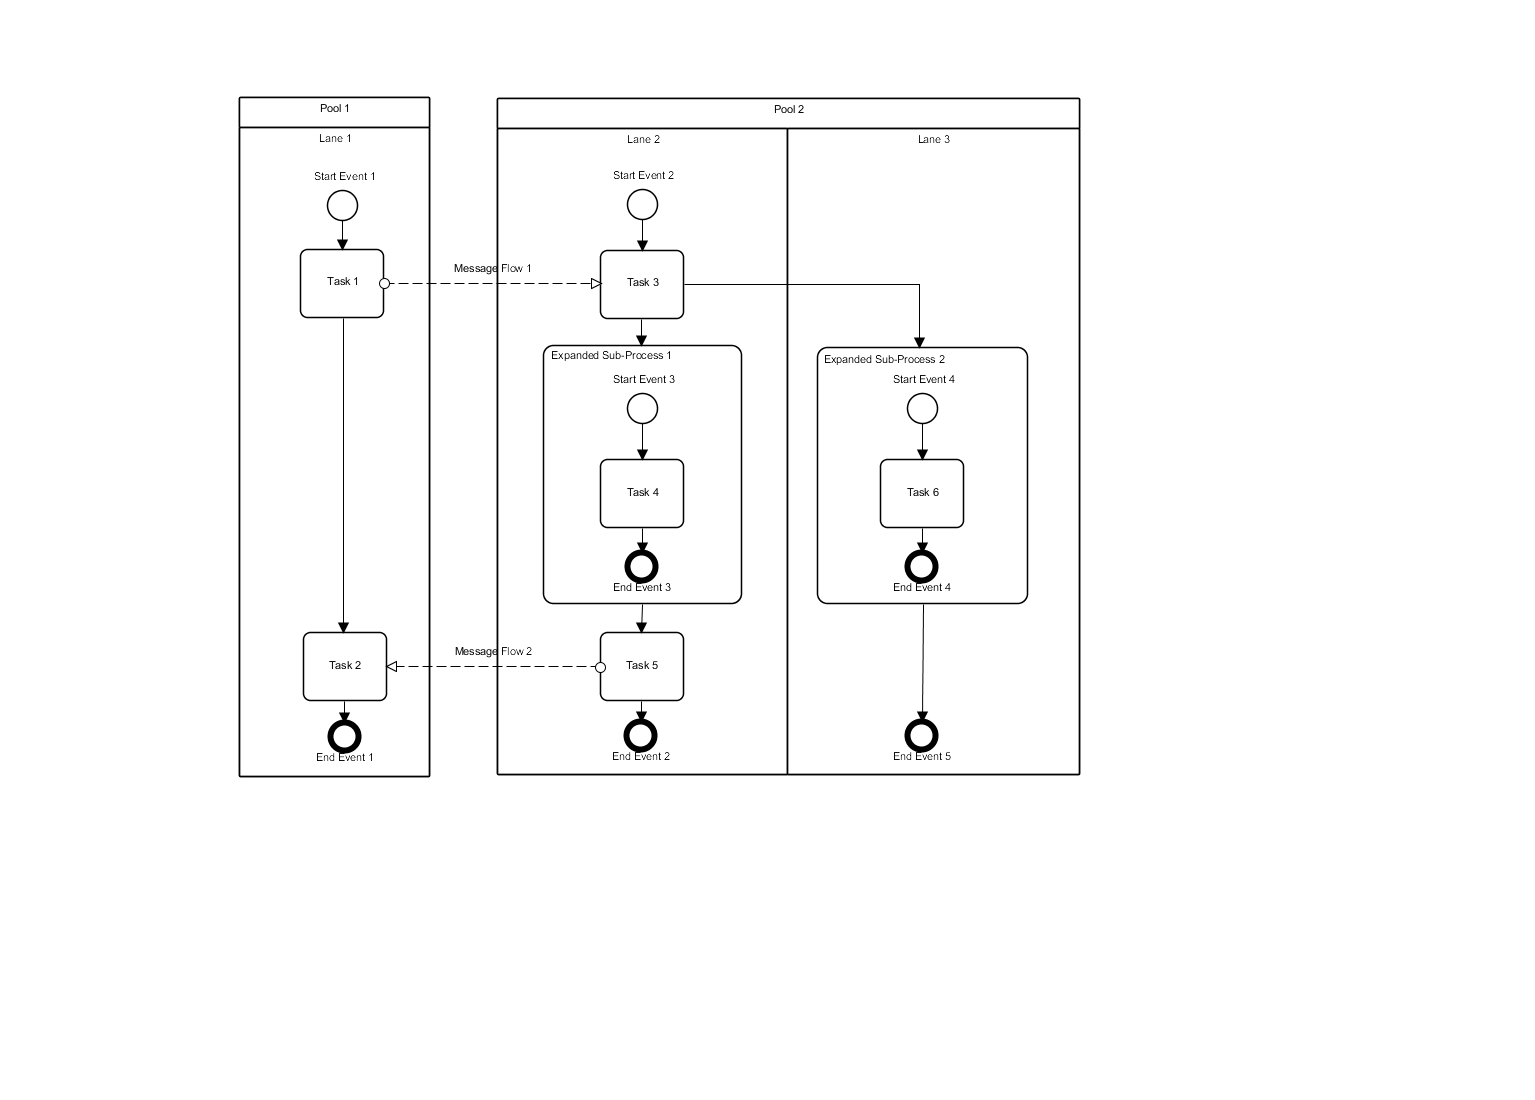 Pool 1
Lane 1
Start Event 1
Task 1
Message Flow 1
Task 2
Message Flow 2
End Event 1
Pool 2
Lane 2
Start Event 2
Task 3
Expanded Sub-Process 1
Start Event 3
Task 4
End Event 3
Task 5
End Event 2
Lane 3
Expanded Sub-Process 2
Start Event 4
Task 6
End Event 4
End Event 5